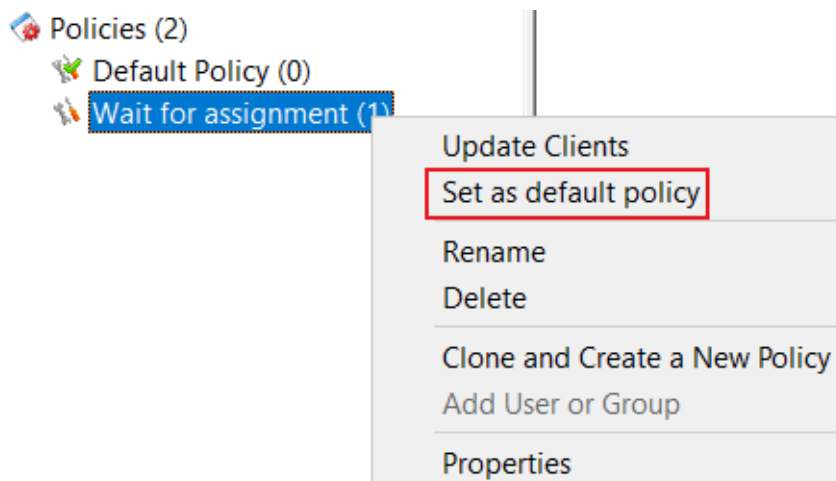 Policies (2)
Default Policy (0)
Wait for assignment (1)
Update Clients
Set as default policy
Rename
Delete
Clone and Create a New Policy
Add User or Group
Properties